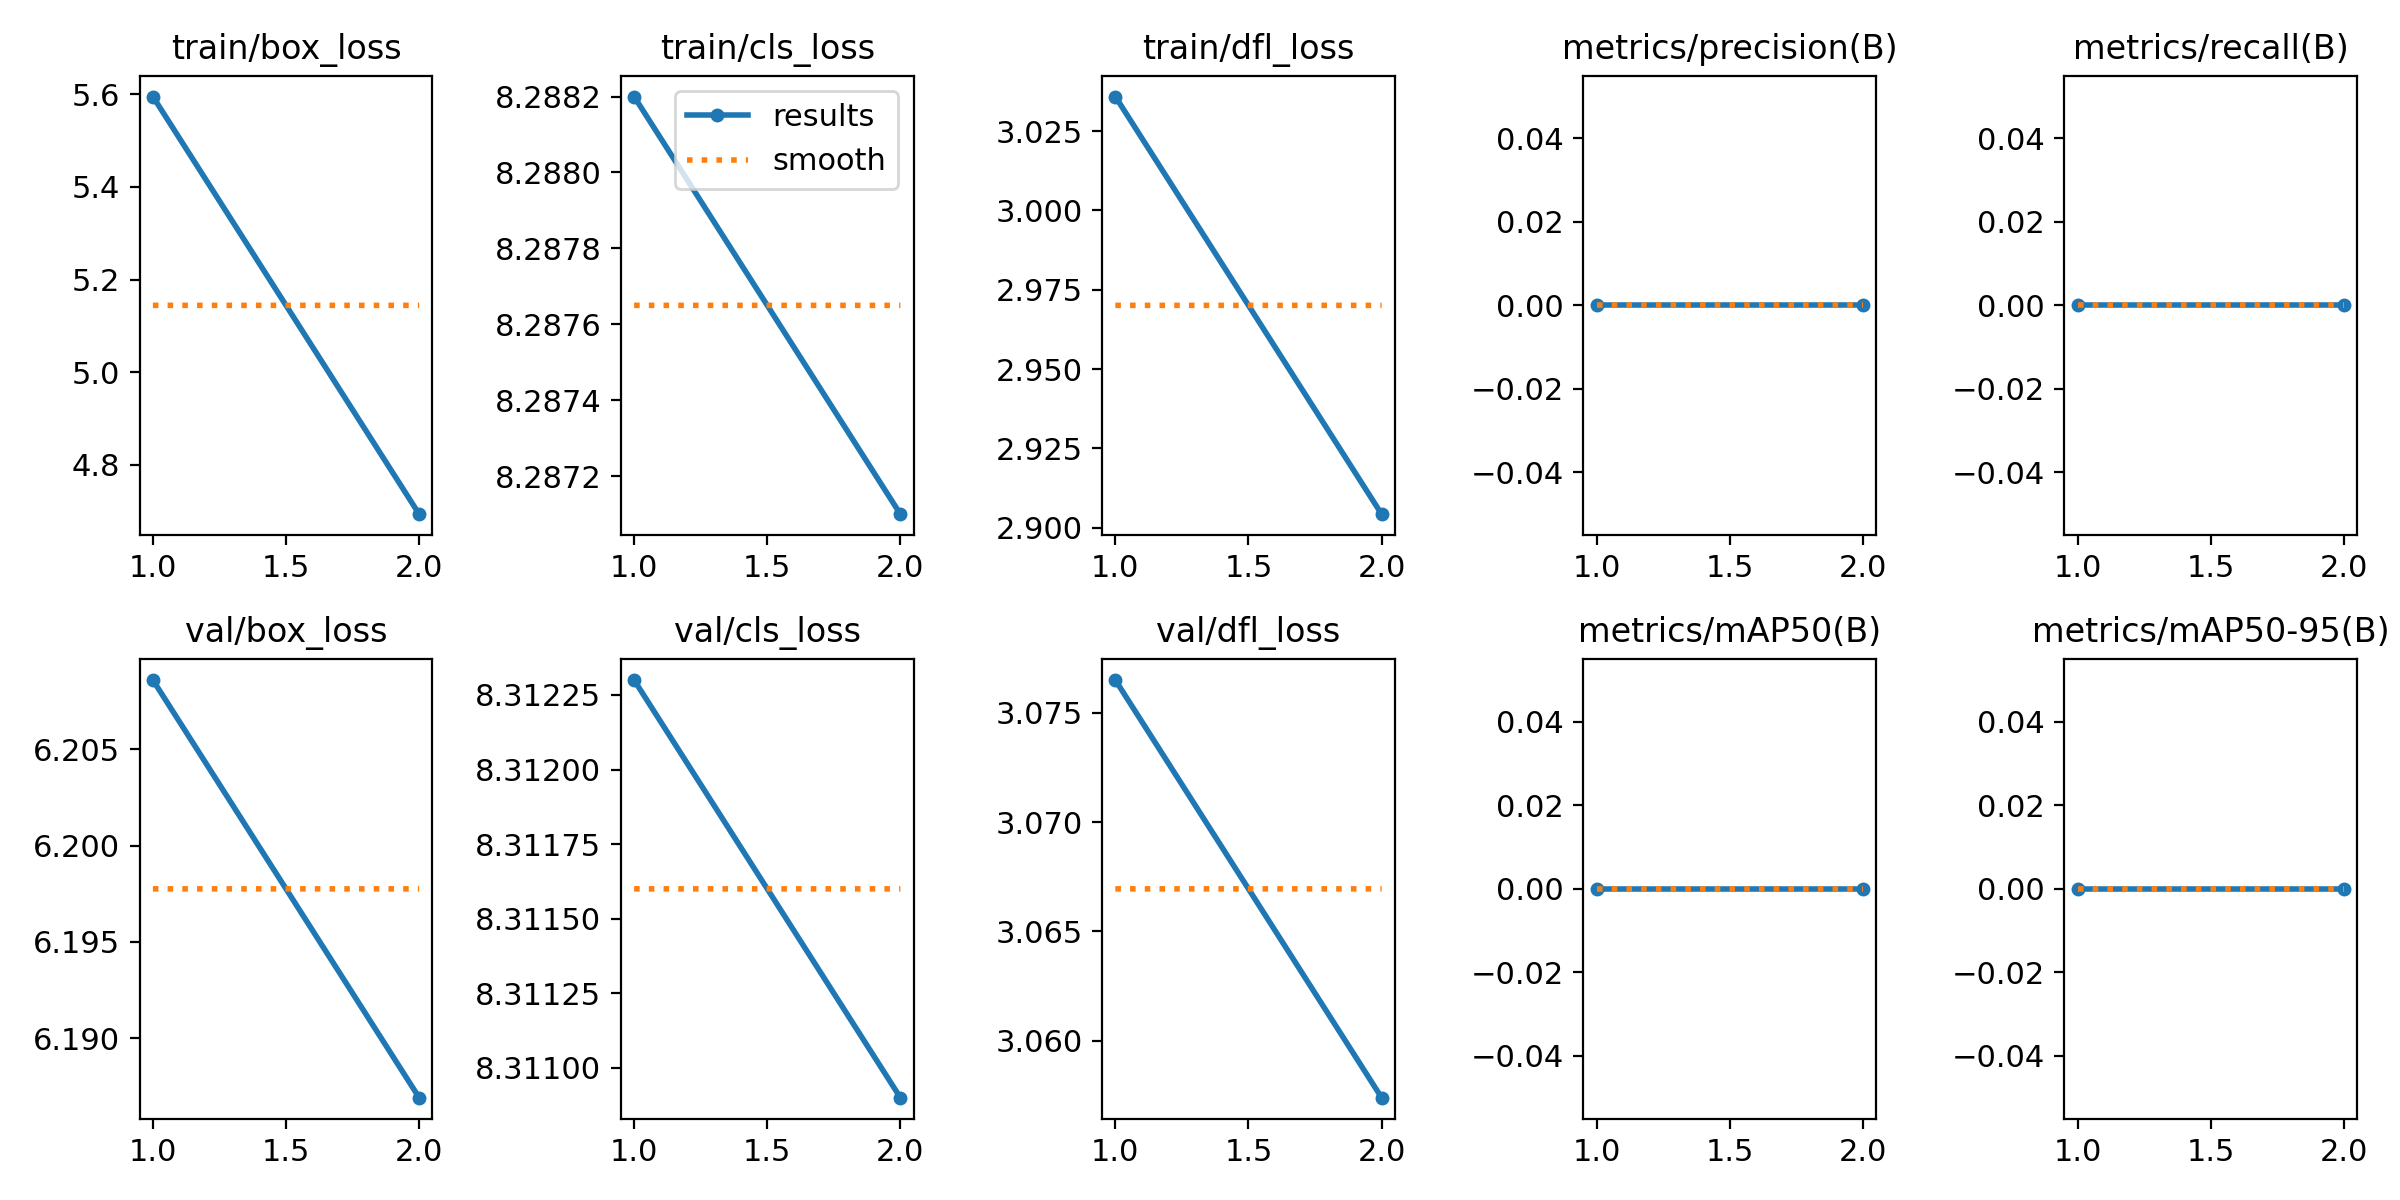 train/box_loss
train/cls_loss
train/dfl_loss
metrics/precision(B)
metrics/recall(B)
5.6
5.4
5.2
5.0
4.8
1.0 1.5 2.0
8.2882
8.2880
8.2878
8.2876
8.2874
8.2872
results
smooth
1.0 1.5 2.0
3.025
3.000
2.975
2.950
2.925
2.900
1.0 1.5 2.0
0.04
0.02
0.00
−0.02
−0.04
1.0 1.5 2.0
0.04
0.02
0.00
−0.02
−0.04
1.0 1.5 2.0
val/box_loss
val/cls_loss
val/dfl_loss
metrics/mAP50(B)
metrics/mAP50-95(B)
6.205
6.200
6.195
6.190
1.0 1.5 2.0
8.31225
8.31200
8.31175
8.31150
8.31125
8.31100
1.0 1.5 2.0
3.075
3.070
3.065
3.060
1.0 1.5 2.0
0.04
0.02
0.00
−0.02
−0.04
1.0 1.5 2.0
0.04
0.02
0.00
−0.02
−0.04
1.0 1.5 2.0